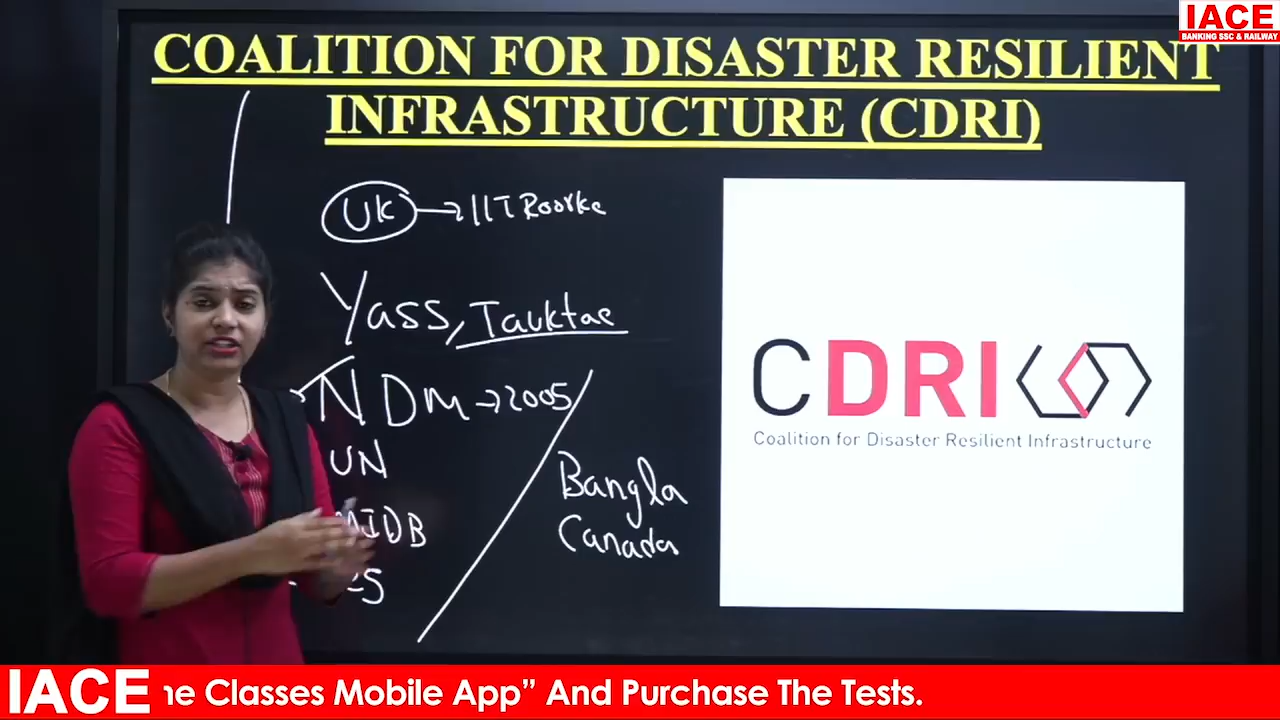 IACE
BANKING SSC & RAILWAY
COALITION FOR DISASTER RESILIENT
INFRASTRUCTURE (CDRI)
UK → IIT Roorke
Yass, Tauktae
NDM → 2005
UN
MIDB
Bangla
Canada
CDRI
Coalition for Disaster Resilient Infrastructure
IACE
Classes Mobile App” And Purchase The Tests.